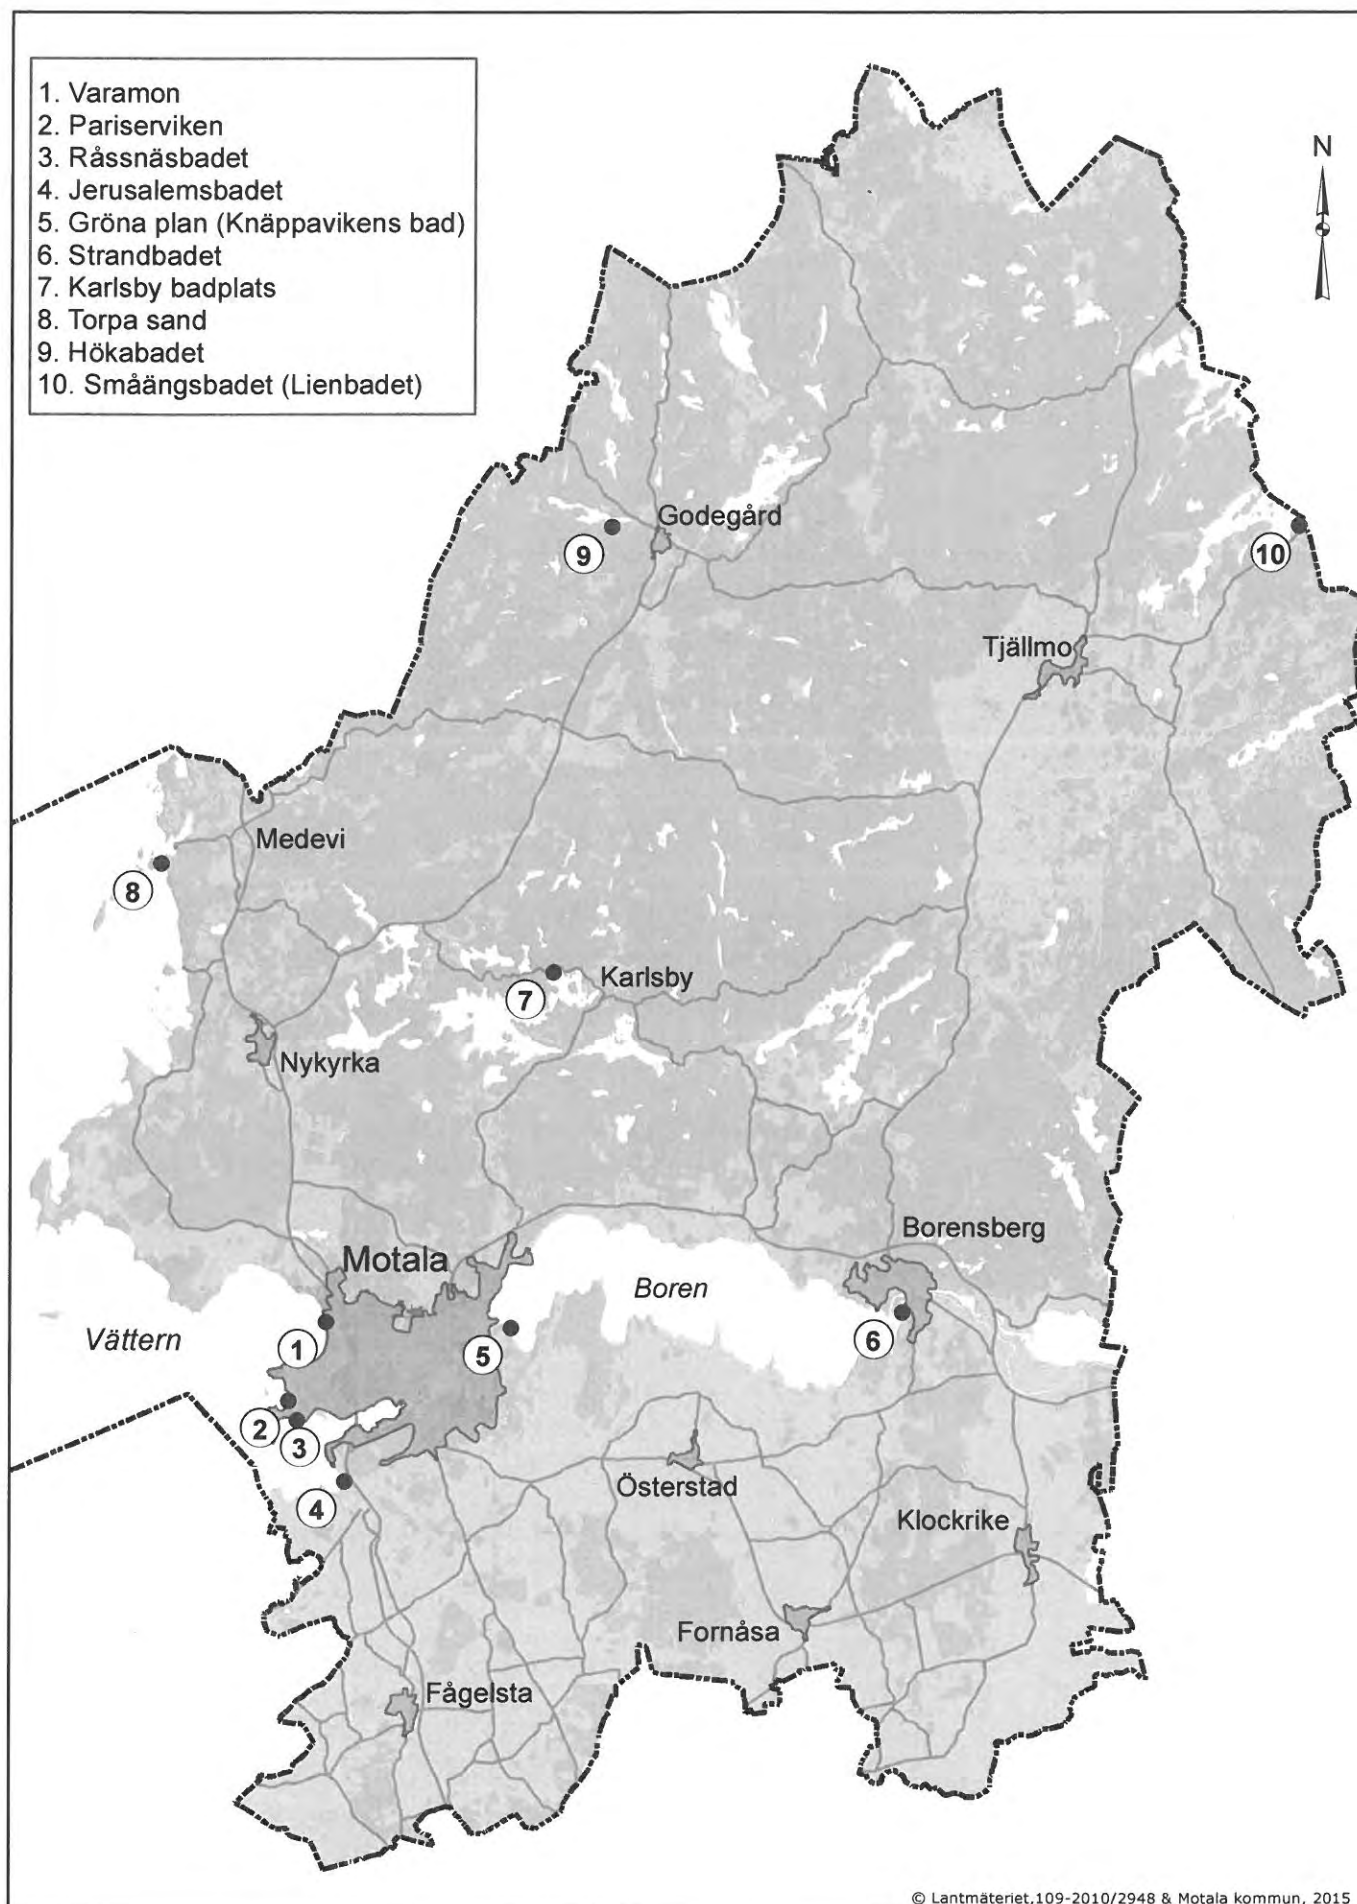 1. Varamon
2. Pariserviken
3. Råssnäsbadet
4. Jerusalemsbadet
5. Gröna plan (Knäppavikens bad)
6. Strandbadet
7. Karlsby badplats
8. Torpa sand
9. Hökabadet
10. Småängsbadet (Lienbadet)
N
Godegård
9
10
Tjällmo
Medevi
8
Karlsby
7
Nykyrka
Borensberg
Motala
Boren
Vättern
1
5
6
2
3
Österstad
4
Klockrike
Fornåsa
Fågelsta
© Lantmäteriet,109-2010/2948 & Motala kommun, 2015